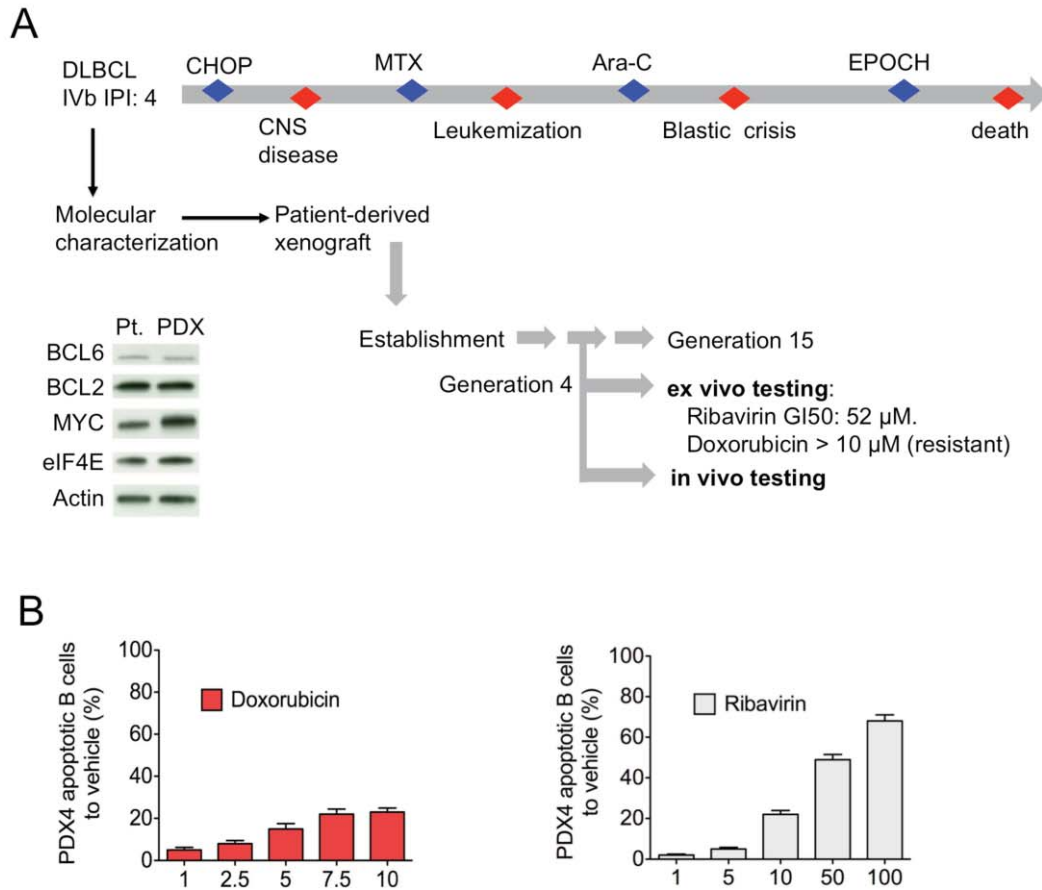 A
DLBCL
IVb IPI: 4
CHOP
MTX
Ara-C
EPOCH
CNS
disease
Leukemization
Blastic crisis
death
Molecular
characterization
Patient-derived
xenograft
Establishment
Generation 15
Generation 4
ex vivo testing:
Ribavirin GI50: 52 µM.
Doxorubicin > 10 µM (resistant)
in vivo testing
Pt. PDX
BCL6
BCL2
MYC
eIF4E
Actin
B
PDX4 apoptotic B cells
to vehicle (%)
100
80
60
40
20
0
Doxorubicin
1 2.5 5 7.5 10
PDX4 apoptotic B cells
to vehicle (%)
100
80
60
40
20
0
Ribavirin
1 5 10 50 100